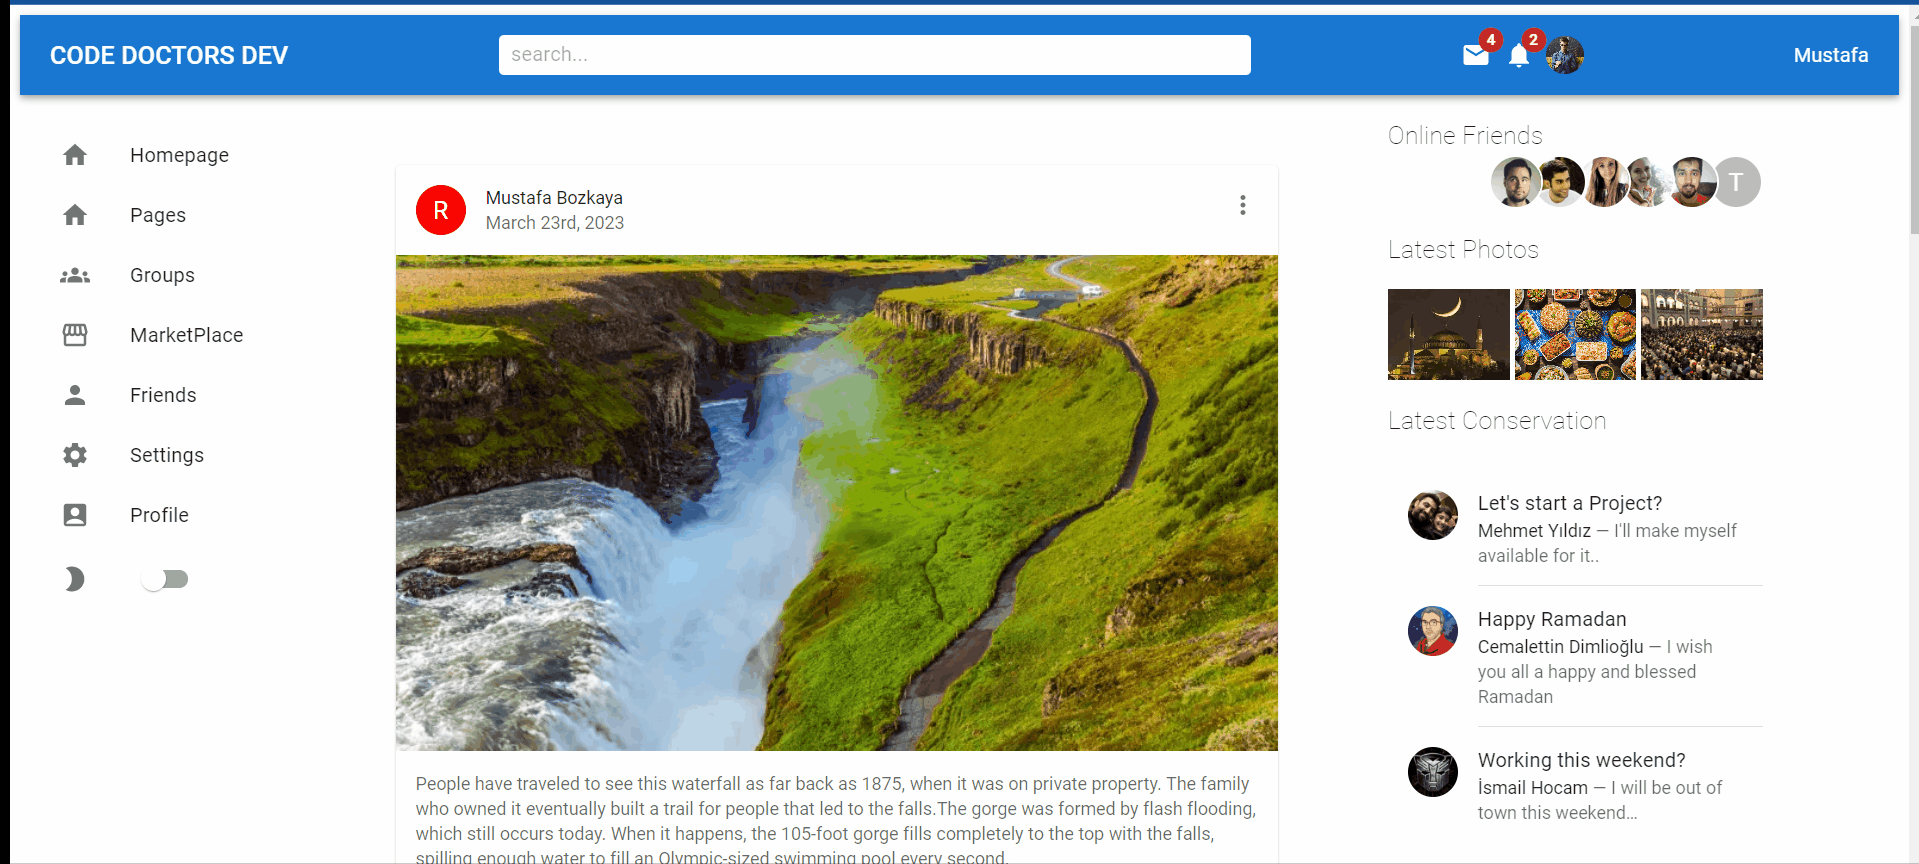 CODE DOCTORS DEV
search...
4
2
Mustafa
Homepage
Pages
Groups
MarketPlace
Friends
Settings
Profile
R
Mustafa Bozkaya
March 23rd, 2023
People have traveled to see this waterfall as far back as 1875, when it was on private property. The family
who owned it eventually built a trail for people that led to the falls.The gorge was formed by flash flooding,
which still occurs today. When it happens, the 105-foot gorge fills completely to the top with the falls,
spilling enough water to fill an Olympic-sized swimming pool every second.
Online Friends
T
Latest Photos
Latest Conservation
Let's start a Project?
Mehmet Yıldız — I'll make myself
available for it..
Happy Ramadan
Cemalettin Dimlioğlu — I wish
you all a happy and blessed
Ramadan
Working this weekend?
İsmail Hocam — I will be out of
town this weekend...